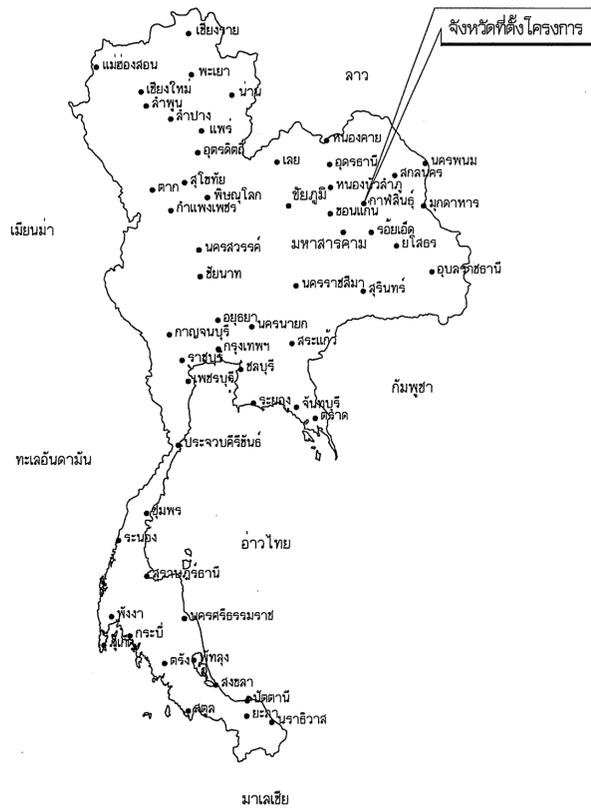 จังหวัดที่ตั้งโครงการ
เชียงราย
แม่ฮ่องสอน
พะเยา
ลาว
เชียงใหม่
น่าน
ลำพูน
ลำปาง
แพร่
หนองคาย
อุตรดิตถ์
เลย
อุดรธานี
นครพนม
สกลนคร
สุโขทัย
หนองบัวลำภู
ตาก
พิษณุโลก
ชัยภูมิ
กาฬสินธุ์
มุกดาหาร
กำแพงเพชร
ขอนแก่น
เมียนม่า
มหาสารคาม
ร้อยเอ็ด
ยโสธร
นครสวรรค์
ชัยนาท
อุบลราชธานี
นครราชสีมา
สุรินทร์
อยุธยา
นครนายก
กาญจนบุรี
กรุงเทพฯ
สระแก้ว
ราชบุรี
ชลบุรี
เพชรบุรี
กัมพูชา
ระยอง
จันทบุรี
ตราด
ประจวบคีรีขันธ์
ทะเลอันดามัน
ชุมพร
ระนอง
อ่าวไทย
สุราษฎร์ธานี
พังงา
นครศรีธรรมราช
กระบี่
ภูเก็ต
ตรัง
พัทลุง
สงขลา
ปัตตานี
สตูล
ยะลา
นราธิวาส
มาเลเซีย